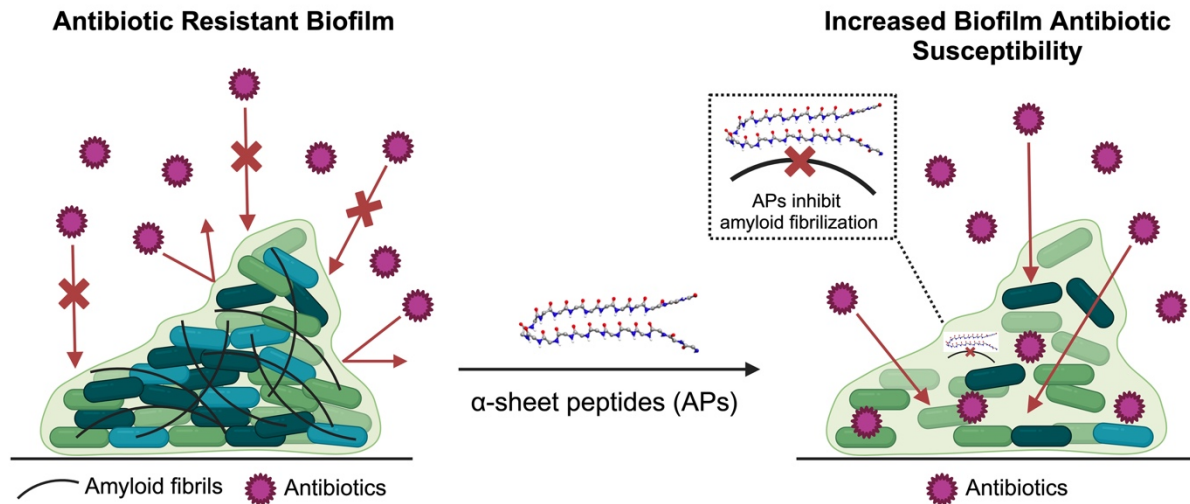 Antibiotic Resistant Biofilm
Increased Biofilm Antibiotic
Susceptibility
APs inhibit
amyloid fibrilization
α-sheet peptides (APs)
Amyloid fibrils
Antibiotics
Antibiotics